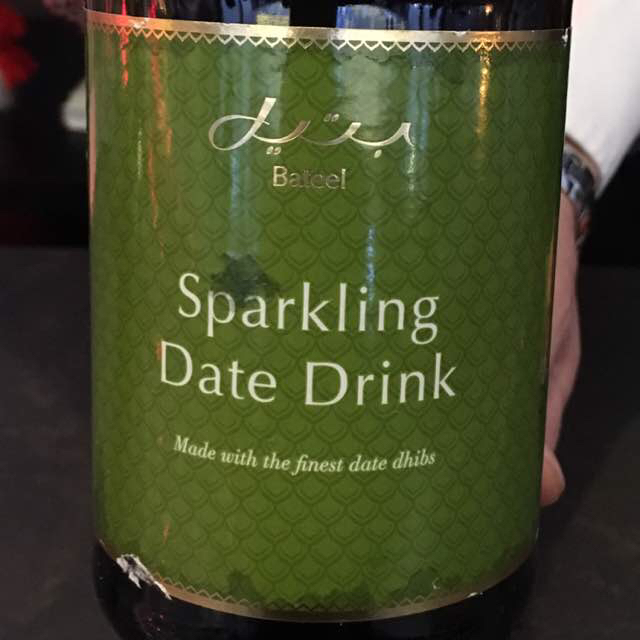 بتيل
Bateel
Sparkling
Date Drink
Made with the finest date dhibs